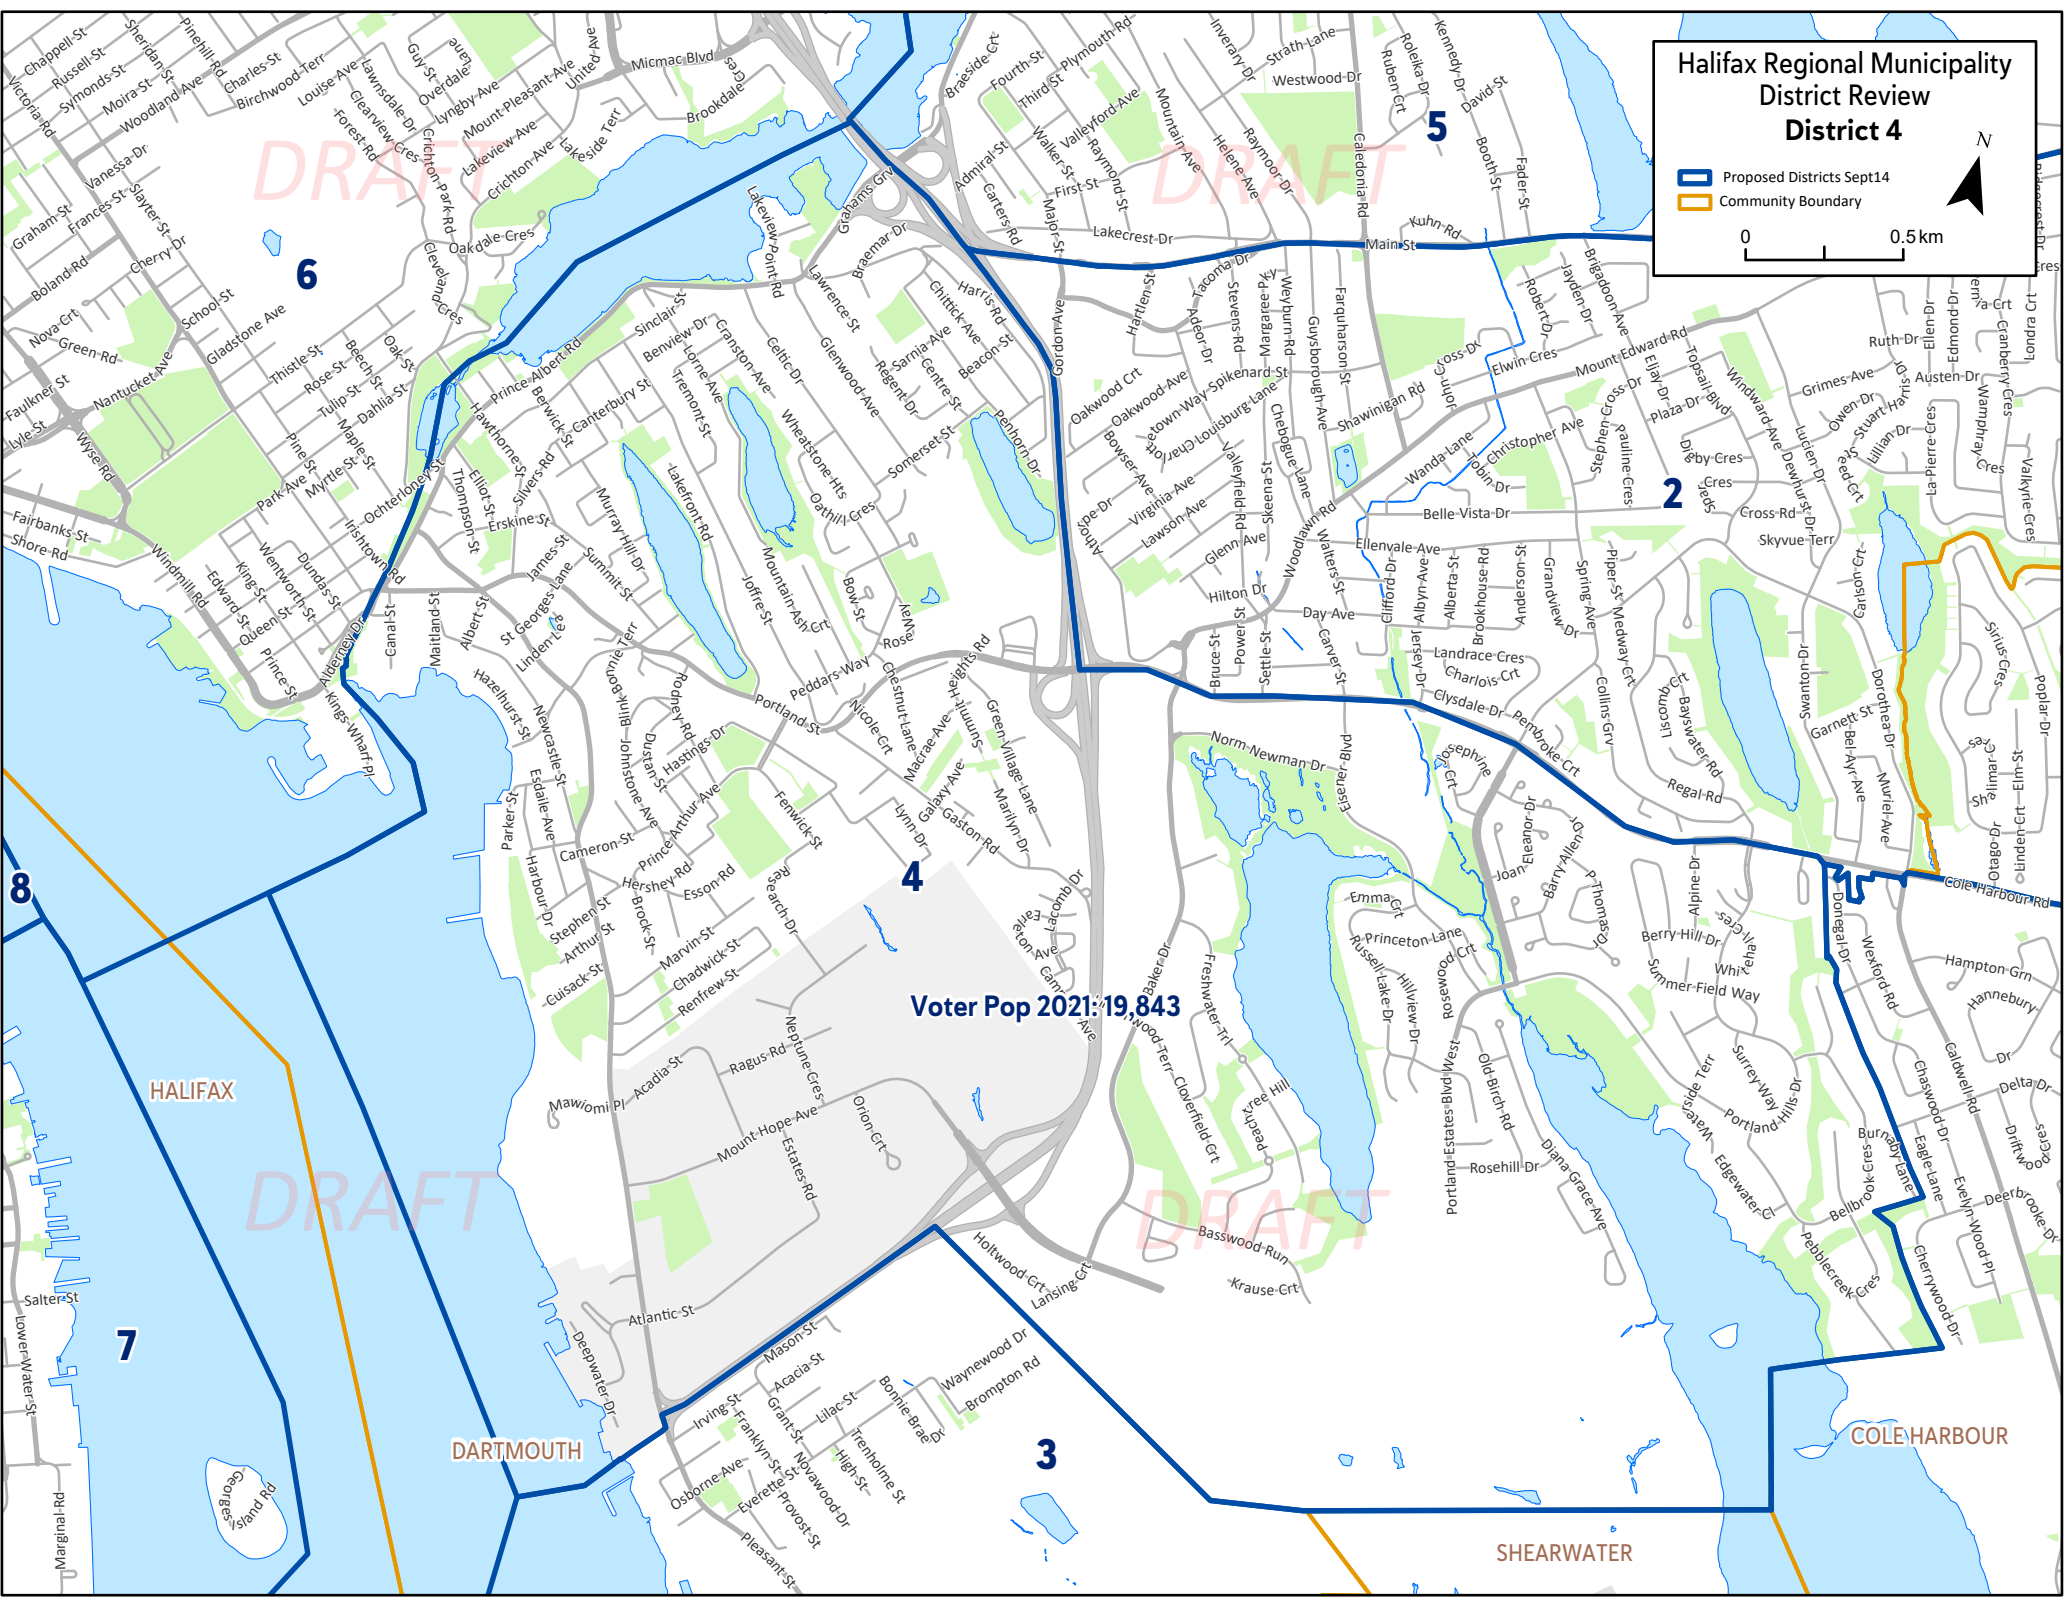 Halifax Regional Municipality
District Review
District 4
N
Proposed Districts Sept14
Community Boundary
0
0.5 km
DRAFT
DRAFT
DRAFT
DRAFT
6
5
2
4
8
7
3
Voter Pop 2021: 19,843
HALIFAX
DARTMOUTH
COLE HARBOUR
SHEARWATER
Chappell-St
Russell-St
Symonds-St
Moira-St
Woodland Ave
Victoria Rd
Sheridan-St
Pinehill Rd
Charles-St
Birchwood-Terr
Louise-Ave
Lawnsdale-Dr
Clearview-Cres
Forest-Rd
Guy-St
Overdale
Lane
Lyngby-Ave
Mount-Pleasant-Ave
Lakeview-Ave
Crichton-Ave
Lakeside Terr
United-Ave
Micmac Blvd
Brookdale
Cres
Crichton-Park-Rd
Vanessa-Dr
Slayter-St
Frances-St
Graham-St
Boland Rd
Cherry-Dr
Oakdale Cres
Cleveland-Cres
Nova Crt
Green Rd
Faulkner St
Lyle-St
Nantucket Ave
Wyse Rd
School-St
Gladstone Ave
Thistle-St
Rose-St
Beech-St
Oak-St
Tulip-St
Dahlia-St
Maple-St
Pine-St
Myrtle-St
Park-Ave
Ochterloney-St
Irishtown-Rd
Fairbanks-St
Shore-Rd
Windmill Rd
Edward-St
King-St
Wentworth-St
Dundas-St
Queen-St
Prince-St
Alderney-Dr
Kings-Wharf-Pl
Canal-St
Maitland-St
Albert-St
St Georges-Lane
Linden-Lea
James-St
Erskine-St
Thompson-St
Elliot-St
Hawthorne-St
Silvers-Rd
Berwick-St
Canterbury St
Prince Albert-Rd
Sinclair-St
Benview-Dr
Lorne-Ave
Cranston-Ave
Tremont-St
Celtic-Dr
Glenwood-Ave
Lawrence-St
Braemar-Dr
Grahams Grv
Lakeview-Point-Rd
Chittick-Ave
Harris-Rd
Sarnia-Ave
Regent-Dr
Centre-St
Beacon-St
Penhorn-Dr
Somerset-St
Wheatstone-Hts
Oathill-Cres
Lakefront-Rd
Murray-Hill-Dr
Summit-St
Mountain-Ash-Crt
Joffre-St
Bow-St
Rose
Way
Peddars-Way
Portland-St
Chestnut-Lane
Nicole-Crt
Macrae-Ave
Green-Village-Lane
Galaxy-Ave
Lynn-Dr
Gaston-Rd
Marilyn-Dr
Hazelhurst-St
Newcastle-St
Bonnie-Terr
Rodney-Rd
Hastings-Dr
Dustan-St
Johnstone-Ave
Prince-Arthur-Ave
Fenwick-St
Esdaile-Ave
Parker-St
Cameron-St
Harbour-Dr
Hershey-Rd
Esson-Rd
Brock-St
Stephen St
Arthur St
Cuisack-St
Marvin-St
Chadwick-St
Renfrew-St
Research-Dr
Lacomb Dr
Acadia-St
Ragus-Rd
Neptune-Cres
Mawiomi-Pl
Mount-Hope-Ave
Orion-Crt
Estates-Rd
Atlantic-St
Deepwater-Dr
Mason-St
Acacia-St
Irving-St
Grant-St
Lilac-St
Franklyn-St
Bonnie-Brae-Dr
Waynewood Dr
Brompton Rd
Trenholme St
High-St
Novawood-Dr
Osborne-Ave
Everette-St
Provost-St
Pleasant-St
Holtwood-Crt
Lansing-Crt
Basswood Run
Krause-Crt
Salter-St
Lower-Water-St
Marginal-Rd
Georges
Island Rd
Braeside-Crt
Fourth-St
Third-St
Plymouth-Rd
Valleyford-Ave
Walker-St
Raymond-St
Admiral-St
First-St
Carters-Rd
Major-St
Lakecrest-Dr
Mountain-Ave
Helene-Ave
Raymoor-Dr
Inverary-Dr
Strath-Lane
Westwood-Dr
Caledonia-Rd
Roleika-Dr
Ruben-Crt
Kennedy-Dr
David-St
Booth-St
Fader-St
Kuhn-Rd
Main-St
Gordon-Ave
Hartlen-St
Tacoma-Dr
Adeor-Dr
Stevens-Rd
Margaree-Pky
Weyburn-Rd
Guysborough-Ave
Farquharson-St
Spikenard-St
Oakwood Crt
Oakwood-Ave
Louisburg-Lane
Bowser-Ave
Virginia-Ave
Lawson-Ave
Valleyfield-Rd
Skeena-St
Chebogue-Lane
Shawinigan Rd
Glenn-Ave
Woodlawn-Rd
Hilton Dr
Day Ave
Bruce-St
Power-St
Settle-St
Walters-St
Carver-St
Clifford-Dr
Albyn-Ave
Alberta-St
Brookhouse-Rd
Anderson-St
Grandview-Dr
Jersey-Dr
Ellenvale Ave
Belle Vista Dr
Wanda-Lane
Tobin-Dr
Christopher Ave
Elwin Cres
Robert-Dr
Jayden-Dr
Brigadoon Ave
Mount Edward Rd
Eljay-Dr
Topsail-Blvd
Stephen
Cross-Dr
Pauline-Cres
Plaza-Dr
Digby-Cres
Cross Rd
Skyvue-Terr
Windward-Ave
Dewhurst-Dr
Lucien-Dr
Grimes-Ave
Owen-Dr
Lillian-Dr
Austen-Dr
Ruth-Dr
Ellen-Dr
Edmond-Dr
Cranberry-Cres
Wamphray
Cres
La-Pierre-Cres
Valkyrie-Cres
Carlson-Crt
Spring-Ave
Piper-St
Medway-Crt
Collins-Grv
Liscomb-Crt
Bayswater-Rd
Regal-Rd
Landrace Cres
Charlois-Crt
Clysdale-Dr
Pembroke-Crt
Swanton-Dr
Garnett-St
Bel-Ayr-Ave
Dorothea-Dr
Muriel-Ave
Sirius-Cres
Poplar-Dr
Elm-St
Linden-Crt
Otago-Dr
Cole-Harbour-Rd
Norm-Newman-Dr
Eisener-Blvd
Eleanor-Dr
Joan
Barry Allen-Dr
P-Thomas
Dr
Emma-Crt
Princeton-Lane
Russell-Lake-Dr
Hillview-Dr
Rosewood Crt
Baker Dr
Freshwater-Trl
Cloverfield-Crt
Peach Tree Hill
Portland-Estates-Blvd West
Old-Birch-Rd
Rosehill-Dr
Diana-Grace-Ave
Alpine-Dr
Berry-Hill-Dr
Summer-Field Way
Surrey-Way
Portland-Hills-Dr
Waterside Terr
Edgewater-Cl
Pebblecreek-Cres
Bellbrook-Cres
Burnaby-Lane
Eagle-Lane
Chaswood-Dr
Cherrywood-Dr
Evelyn-Wood-Pl
Deerbrooke-Dr
Donegal-Dr
Wexford-Rd
Caldwell-Rd
Hampton Grn
Hannebury
Dr
Delta-Dr
Driftwood
Cres